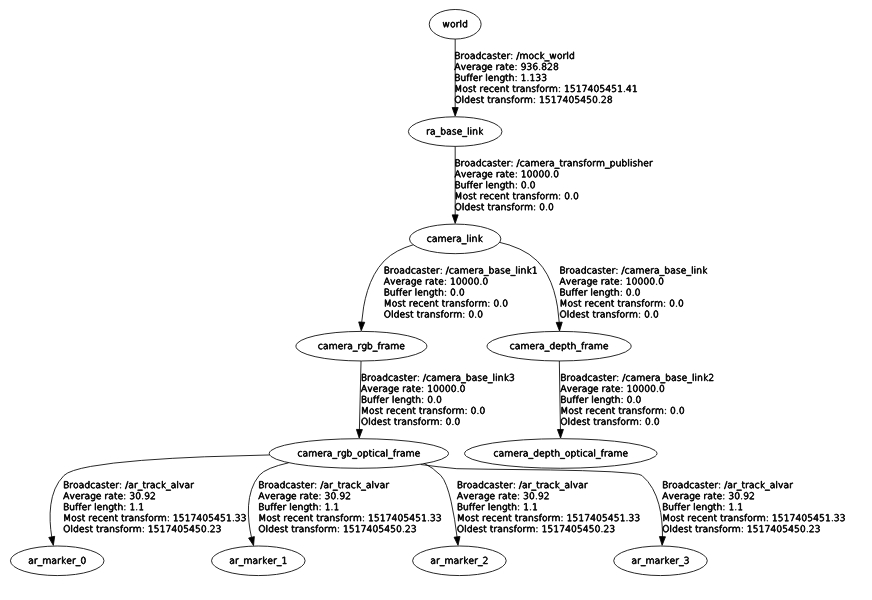 world
Broadcaster: /mock_world
Average rate: 936.828
Buffer length: 1.133
Most recent transform: 1517405451.41
Oldest transform: 1517405450.28
ra_base_link
Broadcaster: /camera_transform_publisher
Average rate: 10000.0
Buffer length: 0.0
Most recent transform: 0.0
Oldest transform: 0.0
camera_link
Broadcaster: /camera_base_link1
Average rate: 10000.0
Buffer length: 0.0
Most recent transform: 0.0
Oldest transform: 0.0
Broadcaster: /camera_base_link
Average rate: 10000.0
Buffer length: 0.0
Most recent transform: 0.0
Oldest transform: 0.0
camera_rgb_frame
camera_depth_frame
Broadcaster: /camera_base_link3
Average rate: 10000.0
Buffer length: 0.0
Most recent transform: 0.0
Oldest transform: 0.0
Broadcaster: /camera_base_link2
Average rate: 10000.0
Buffer length: 0.0
Most recent transform: 0.0
Oldest transform: 0.0
camera_rgb_optical_frame
camera_depth_optical_frame
Broadcaster: /ar_track_alvar
Average rate: 30.92
Buffer length: 1.1
Most recent transform: 1517405451.33
Oldest transform: 1517405450.23
Broadcaster: /ar_track_alvar
Average rate: 30.92
Buffer length: 1.1
Most recent transform: 1517405451.33
Oldest transform: 1517405450.23
Broadcaster: /ar_track_alvar
Average rate: 30.92
Buffer length: 1.1
Most recent transform: 1517405451.33
Oldest transform: 1517405450.23
Broadcaster: /ar_track_alvar
Average rate: 30.92
Buffer length: 1.1
Most recent transform: 1517405451.33
Oldest transform: 1517405450.23
ar_marker_0
ar_marker_1
ar_marker_2
ar_marker_3